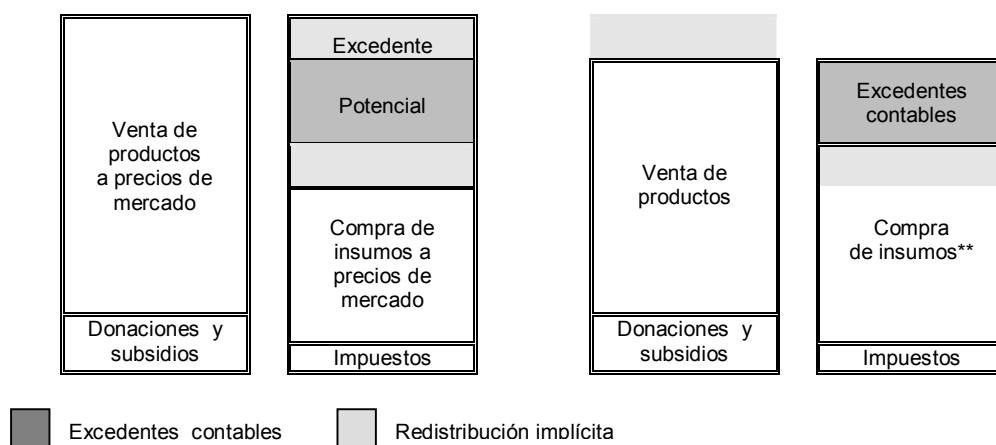 Venta de
productos
a precios de
mercado
Donaciones y
subsidios
Excedente
Potencial
Compra de
insumos a
precios de
mercado
Impuestos
Venta de
productos
Donaciones y
subsidios
Excedentes
contables
Compra
de insumos**
Impuestos
Excedentes contables
Redistribución implícita